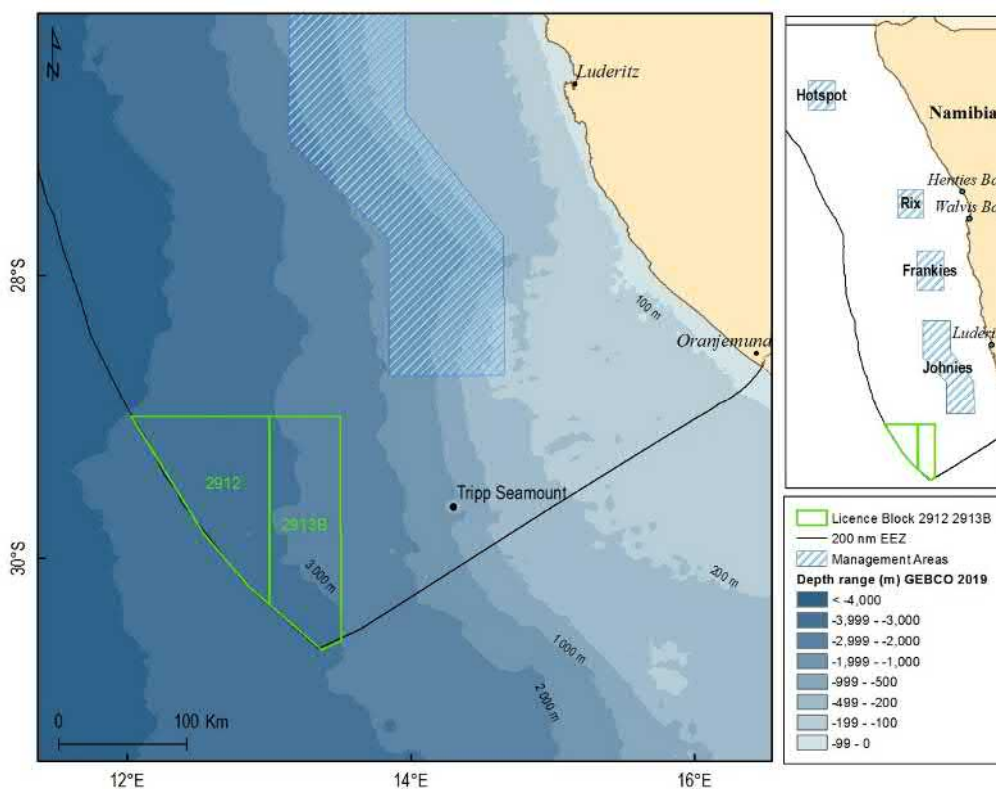 Luderitz
28°S
100 m
Oranjemund
2912
2913B
Tripp Seamount
30°S
3 000 m
200 m
1 000 m
2 000 m
0 100 Km
12°E 14°E 16°E
Hotspot
Namibia
Henties Ba
Rix
Walvis Ba
Frankies
Luderit
Johnies
Licence Block 2912 2913B
200 nm EEZ
Management Areas
Depth range (m) GEBCO 2019
< -4,000
-3,999 - -3,000
-2,999 - -2,000
-1,999 - -1,000
-999 - -500
-499 - -200
-199 - -100
-99 - 0